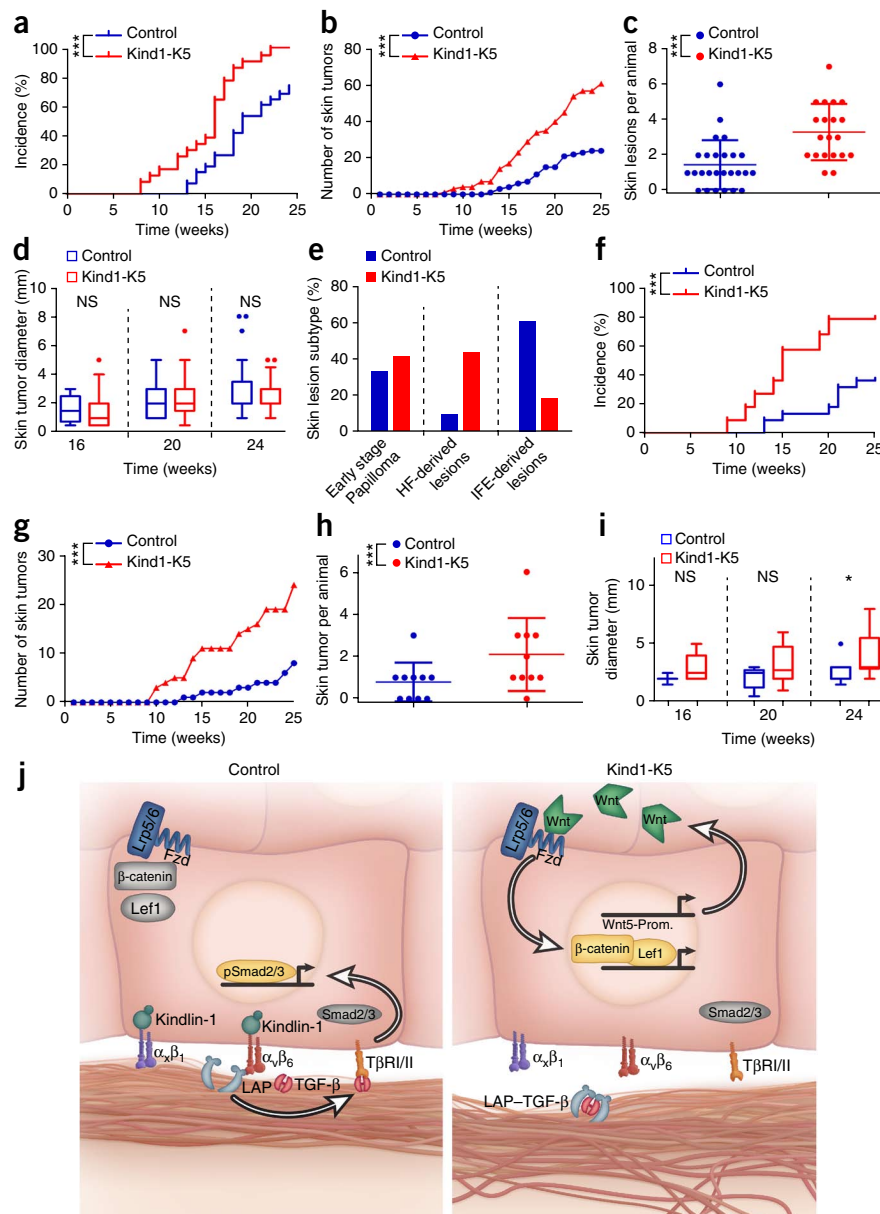 a
Control
Kind1-K5
***
Incidence (%)
100
80
60
40
20
0
0 5 10 15 20 25
Time (weeks)
b
Control
Kind1-K5
***
Number of skin tumors
80
60
40
20
0
0 5 10 15 20 25
Time (weeks)
c
Control
Kind1-K5
***
Skin lesions per animal
8
6
4
2
0
d
Control
Kind1-K5
Skin tumor diameter (mm)
10
8
6
4
2
0
NS NS NS
16 20 24
Time (weeks)
e
Control
Kind1-K5
Skin lesion subtype (%)
80
60
40
20
0
Early stage
Papilloma
HF-derived
lesions
IFE-derived
lesions
f
Control
Kind1-K5
***
Incidence (%)
100
80
60
40
20
0
0 5 10 15 20 25
Time (weeks)
g
Control
Kind1-K5
***
Number of skin tumors
30
20
10
0
0 5 10 15 20 25
Time (weeks)
h
Control
Kind1-K5
***
Skin tumor per animal
6
4
2
0
i
Control
Kind1-K5
Skin tumor
diameter (mm)
10
5
0
NS NS *
16 20 24
Time (weeks)
j
Control
Lrp5/6
Fzd
β-catenin
Lef1
pSmad2/3
Smad2/3
Kindlin-1
Kindlin-1
αxβ1
αvβ6
TβRI/II
LAP
TGF-β
Kind1-K5
Lrp5/6
Fzd
Wnt
Wnt
Wnt
Wnt5-Prom.
β-catenin
Lef1
Smad2/3
αxβ1
αvβ6
TβRI/II
LAP–TGF-β